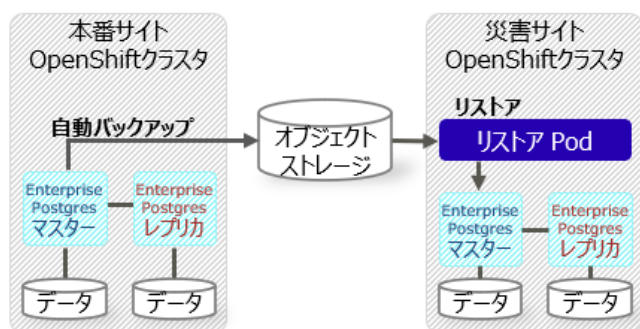 本番サイト
OpenShiftクラスタ
自動バックアップ
Enterprise
Postgres
マスター
Enterprise
Postgres
レプリカ
データ
データ
オブジェクト
ストレージ
災害サイト
OpenShiftクラスタ
リストア
リストア Pod
Enterprise
Postgres
マスター
Enterprise
Postgres
レプリカ
データ
データ